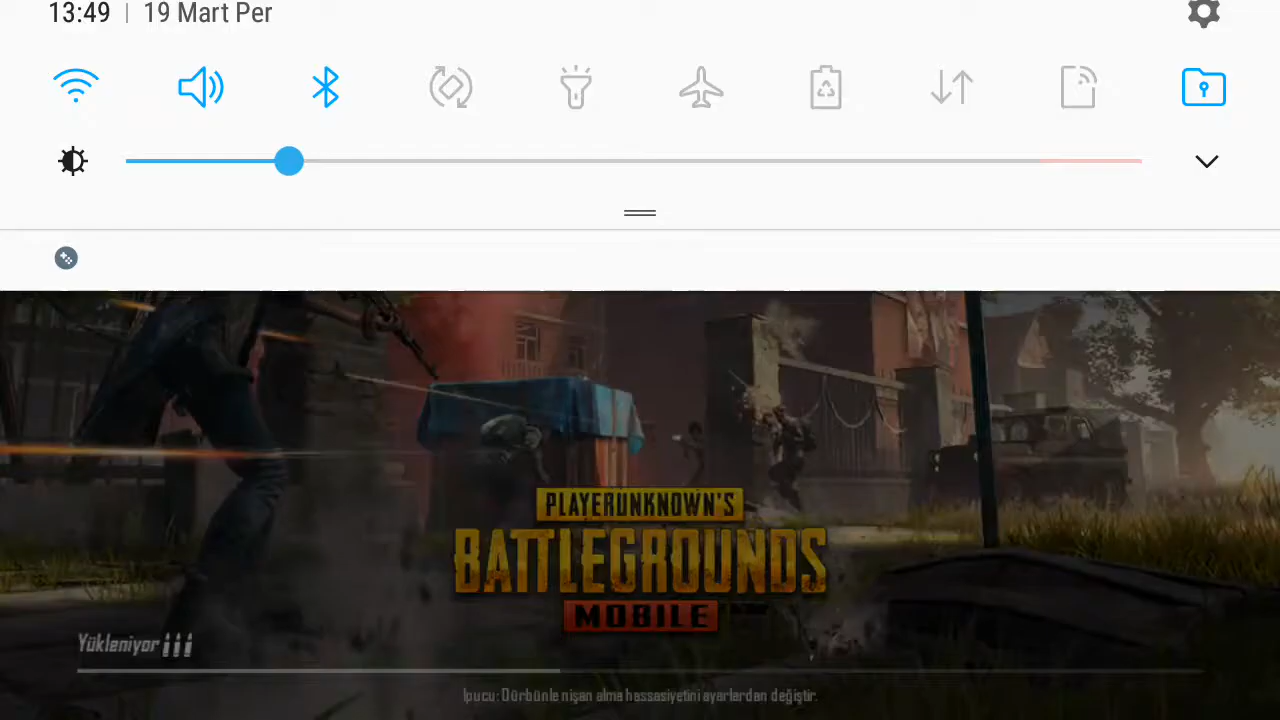 13:49 | 19 Mart Per
PLAYERUNKNOWN'S
BATTLEGROUNDS
MOBILE
Yükleniyor
İpucu: Dürbünle nişan alma hassasiyetini ayarlardan değiştir.